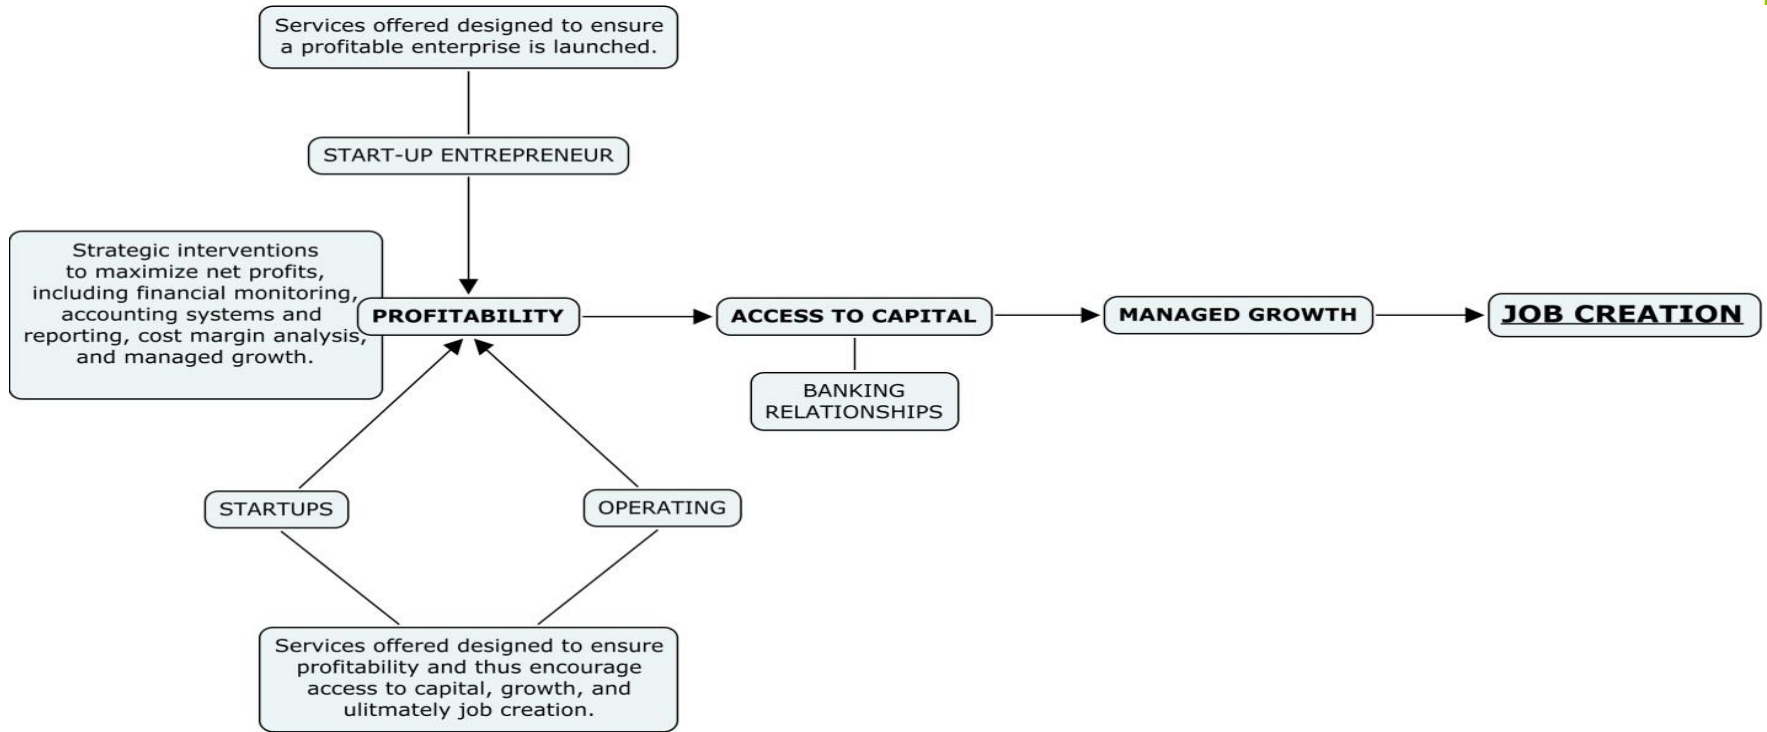 Services offered designed to ensure
a profitable enterprise is launched.
START-UP ENTREPRENEUR
Strategic interventions
to maximize net profits,
including financial monitoring,
accounting systems and
reporting, cost margin analysis,
and managed growth.
PROFITABILITY
ACCESS TO CAPITAL
MANAGED GROWTH
JOB CREATION
BANKING
RELATIONSHIPS
STARTUPS
OPERATING
Services offered designed to ensure
profitability and thus encourage
access to capital, growth, and
ulitmately job creation.